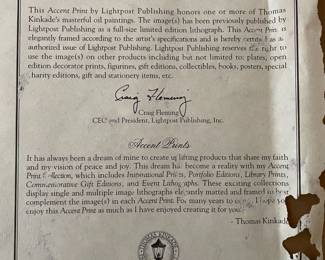 This Accent Print by Lightpost Publishing honors one or more of Thomas
Kinkade's masterful oil paintings. The image(s) has been previously published by
Lightpost Publishing as a full-size limited edition lithograph. This Accent Print is
elegantly framed according to the artist's specifications and is hereby as an
authorized issue of Lightpost Publishing. Lightpost Publishing reserves the right to
use the image(s) on other products including but not limited to: plates, open
edition decorator prints, figurines, gift editions, collectibles, books, posters, special
charity editions, gift and stationery items, etc.
Craig Fleming
Craig Fleming
CEO and President, Lightpost Publishing, Inc.
Accent Prints
It has always been a dream of mine to create uplifting products that share my faith
and my vision of peace and joy. This dream has become a reality with my Accent
Print Collection, which includes Inspirational Prints, Portfolio Editions, Library Prints,
Commemorative Gift Editions, and Event Lithographs. These exciting collections
display single and multiple image lithographs elegantly matted and framed to best
complement the image(s) in each Accent Print. For many years to come, I hope you
enjoy this Accent Print as much as I have enjoyed creating it for you.
- Thomas Kinkade
THOMAS KINKADE